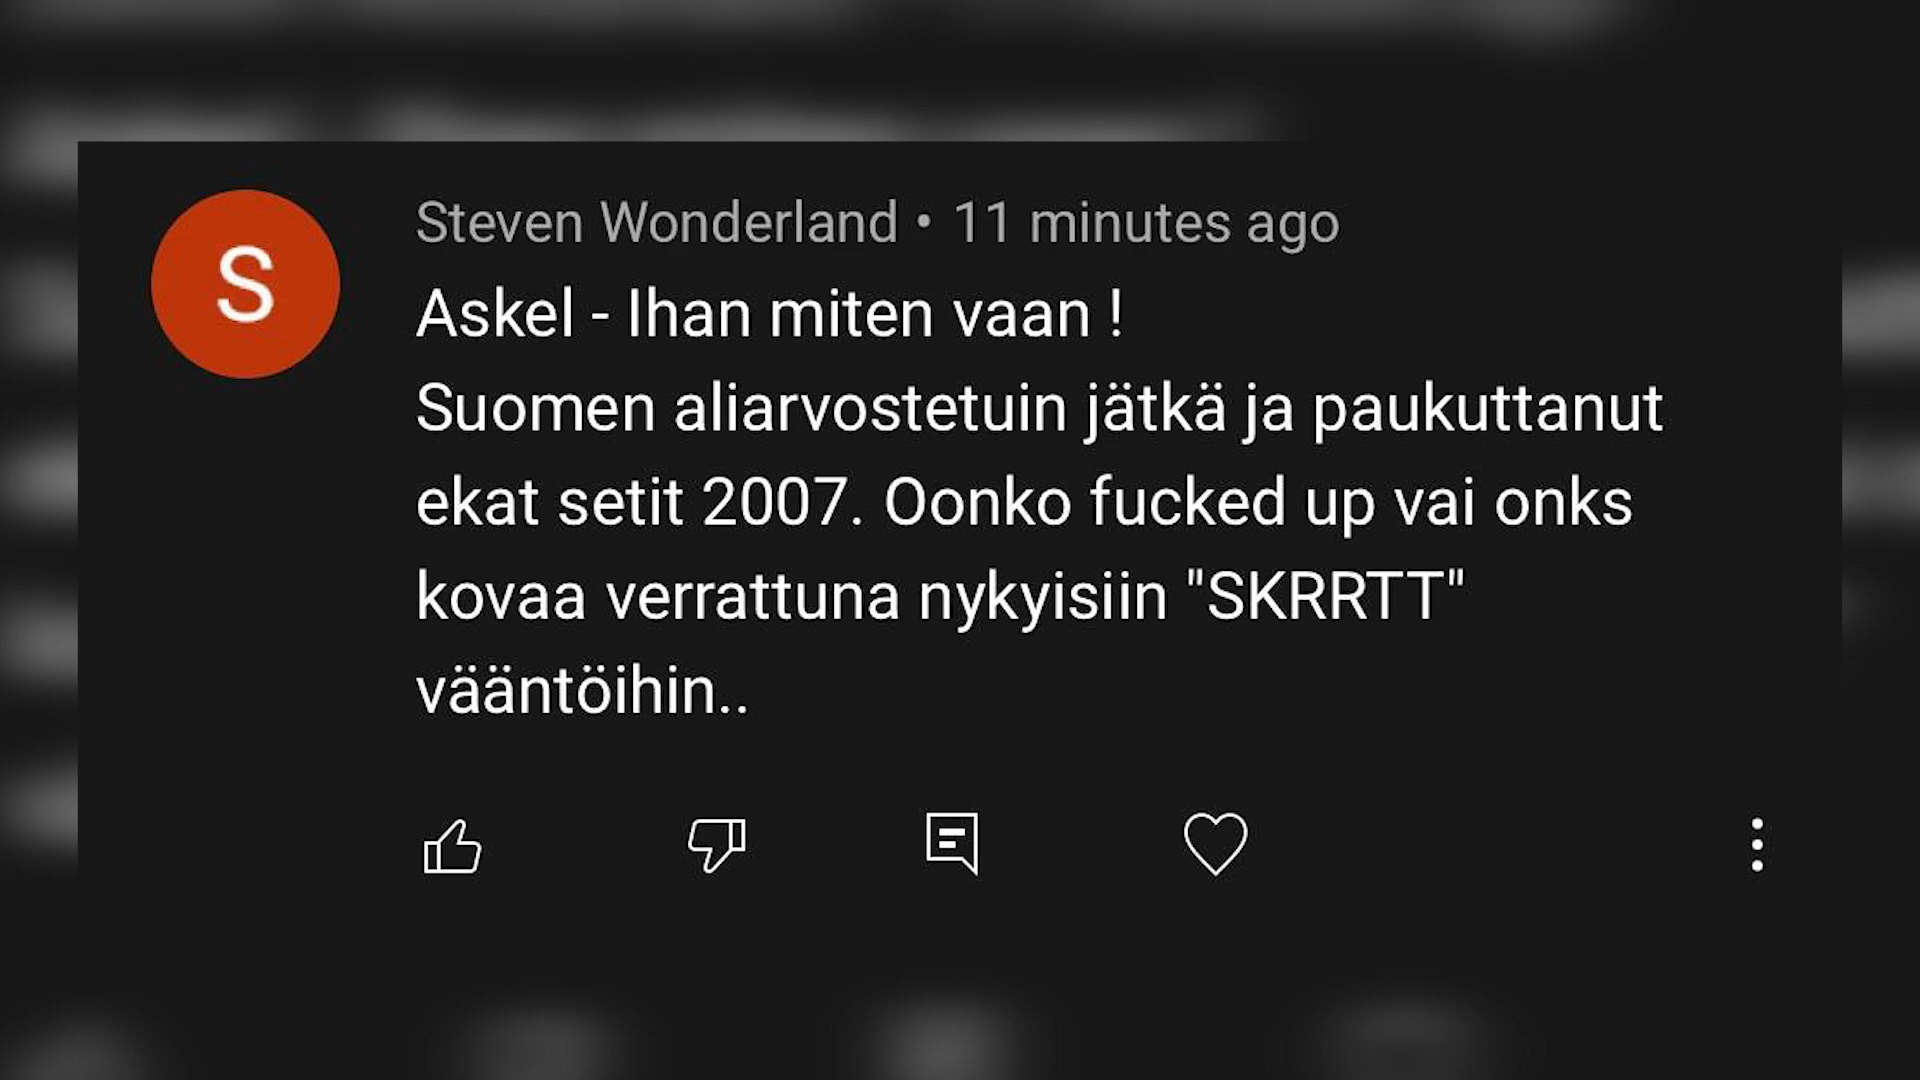 S
Steven Wonderland • 11 minutes ago
Askel - Ihan miten vaan !
Suomen aliarvostetuin jätkä ja paukuttanut
ekat setit 2007. Oonko fucked up vai onks
kovaa verrattuna nykyisiin "SKRRTT"
vääntöihin..